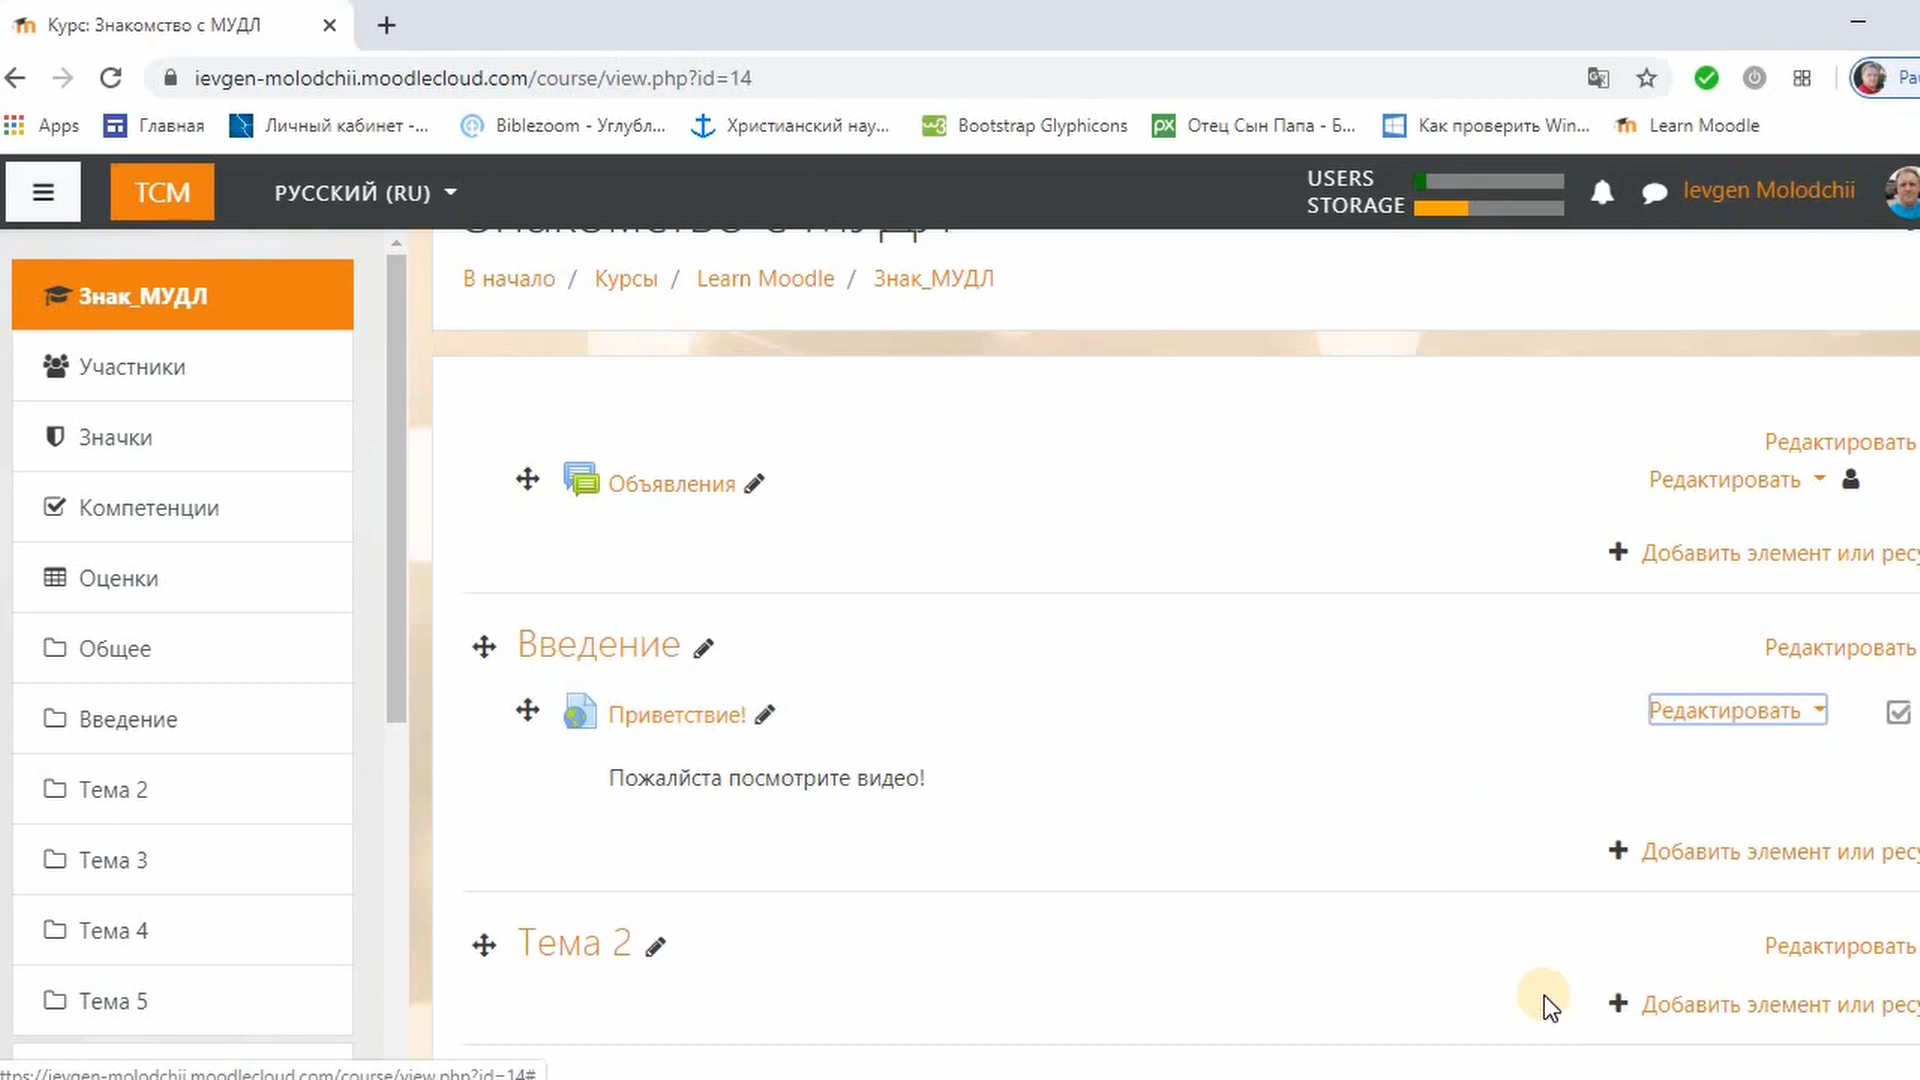 Курс: Знакомство с МУДЛ
ievgen-molodchii.moodlecloud.com/course/view.php?id=14
Apps Главная Личный кабинет -... Biblezoom - Углубл... Христианский нау... Bootstrap Glyphicons Отец Сын Папа - Б... Как проверить Win... Learn Moodle
TCM РУССКИЙ (RU) USERS STORAGE Ievgen Molodchii
В начало / Курсы / Learn Moodle / Знак_МУДЛ
Знак_МУДЛ
Участники
Значки
Компетенции
Оценки
Общее
Введение
Тема 2
Тема 3
Тема 4
Тема 5
Редактировать
Объявления Редактировать
Добавить элемент или рес
Введение Редактировать
Приветствие! Редактировать
Пожалйста посмотрите видео!
Добавить элемент или рес
Тема 2 Редактировать
Добавить элемент или рес
ttps://ievgen-molodchii.moodlecloud.com/course/view.php?id=14#